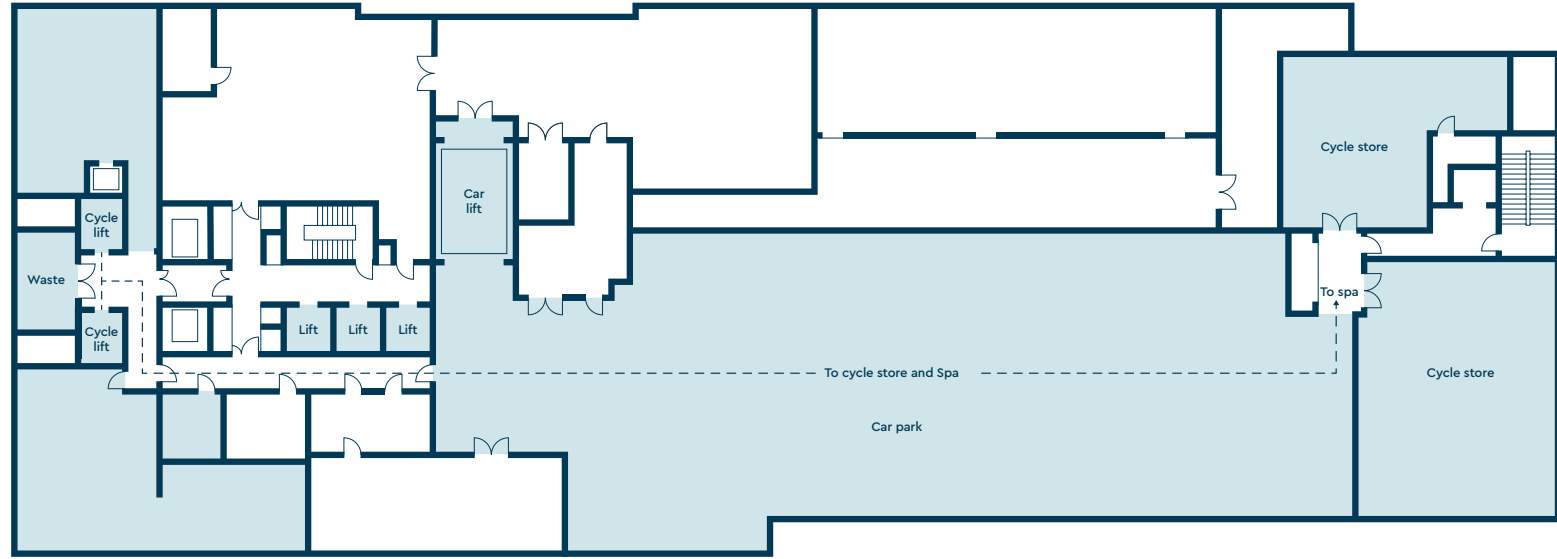 Cycle store
Car
lift
Cycle
lift
Waste
To spa
Cycle
lift
Lift
Lift
Lift
To cycle store and Spa
Cycle store
Car park